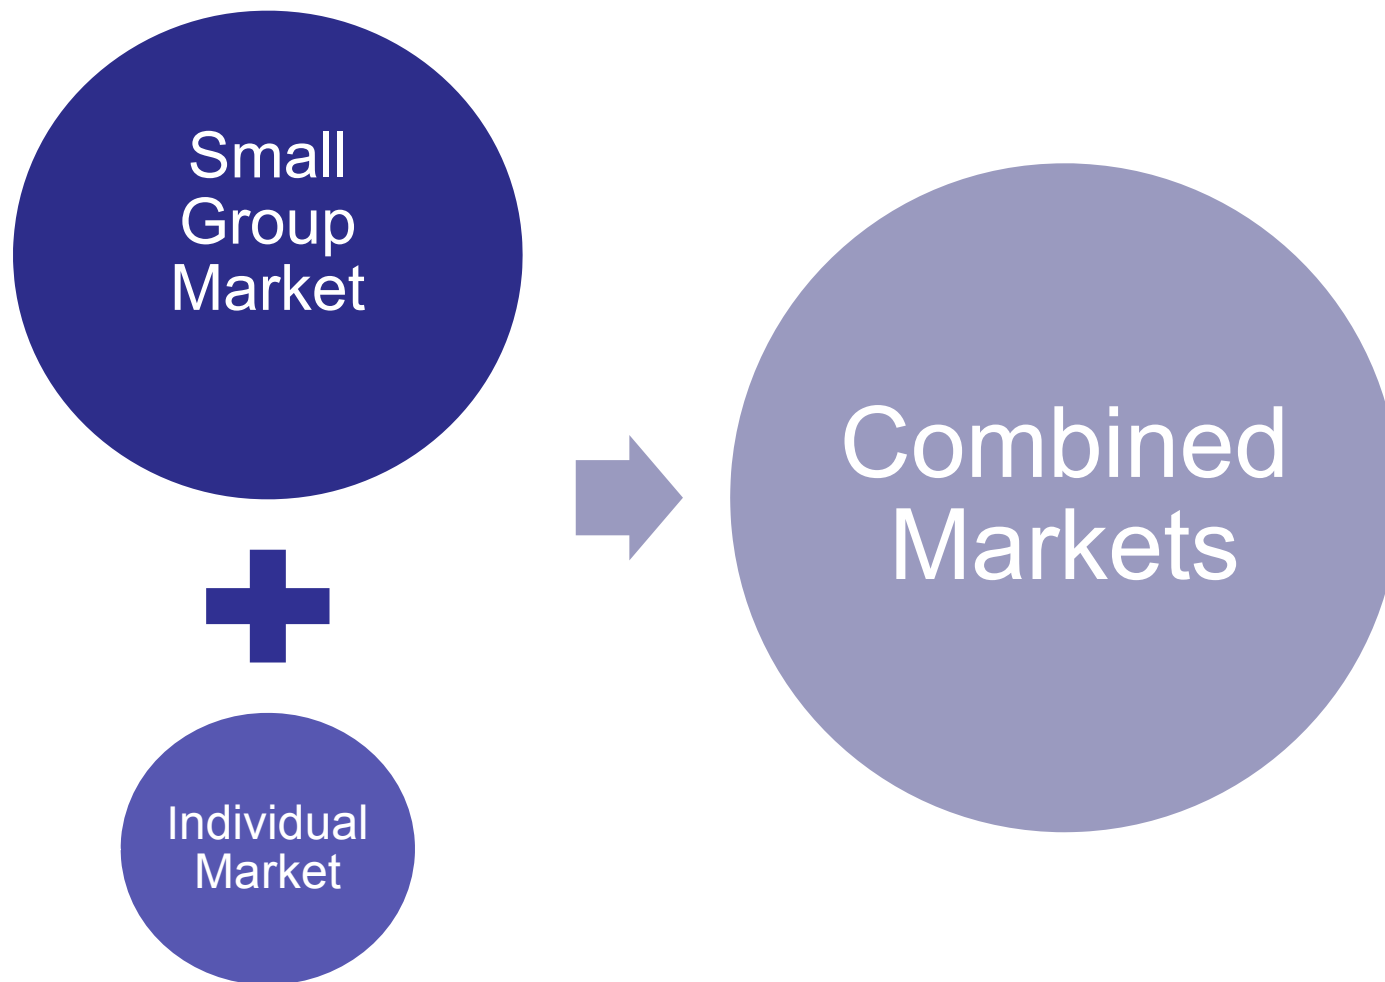 Small
Group
Market
Individual
Market
Combined
Markets